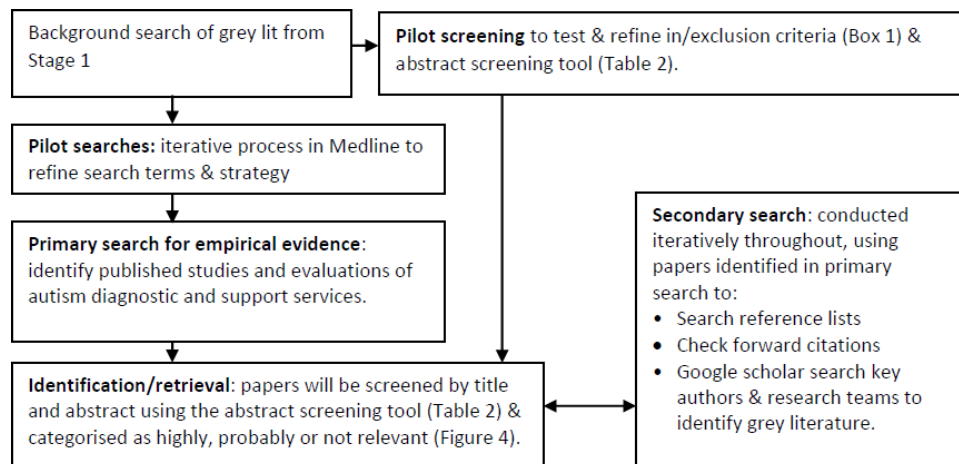 Background search of grey lit from
Stage 1
Pilot screening to test & refine in/exclusion criteria (Box 1) &
abstract screening tool (Table 2).
Pilot searches: iterative process in Medline to
refine search terms & strategy
Primary search for empirical evidence:
identify published studies and evaluations of
autism diagnostic and support services.
Identification/retrieval: papers will be screened by title
and abstract using the abstract screening tool (Table 2) &
categorised as highly, probably or not relevant (Figure 4).
Secondary search: conducted
iteratively throughout, using
papers identified in primary
search to:
• Search reference lists
• Check forward citations
• Google scholar search key
authors & research teams to
identify grey literature.